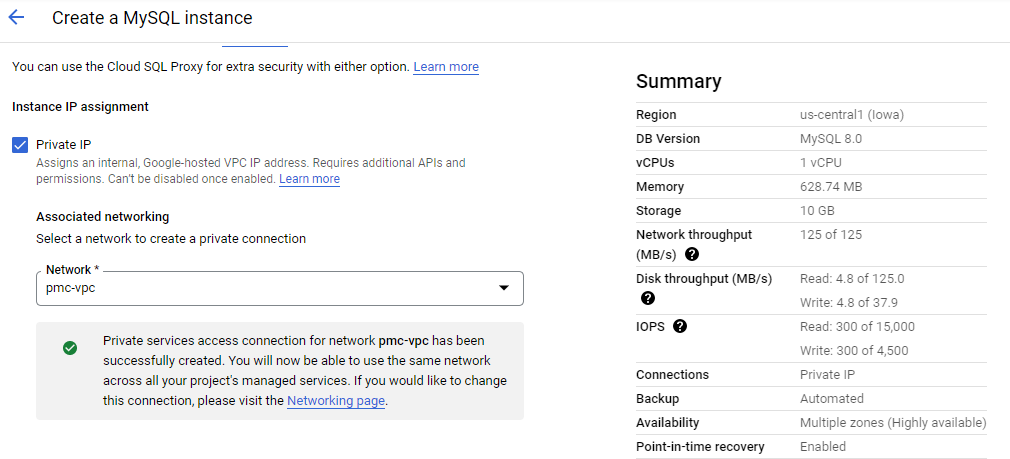 Create a MySQL instance
You can use the Cloud SQL Proxy for extra security with either option. Learn more
Instance IP assignment
Private IP
Assigns an internal, Google-hosted VPC IP address. Requires additional APIs and
permissions. Can't be disabled once enabled. Learn more
Associated networking
Select a network to create a private connection
Network *
pmc-vpc
Private services access connection for network pmc-vpc has been
successfully created. You will now be able to use the same network
across all your project's managed services. If you would like to change
this connection, please visit the Networking page.
Summary
Region us-central1 (Iowa)
DB Version MySQL 8.0
vCPUs 1 vCPU
Memory 628.74 MB
Storage 10 GB
Network throughput 125 of 125
(MB/s) ?
Disk throughput (MB/s) Read: 4.8 of 125.0
? Write: 4.8 of 37.9
IOPS ? Read: 300 of 15,000
Write: 300 of 4,500
Connections Private IP
Backup Automated
Availability Multiple zones (Highly available)
Point-in-time recovery Enabled